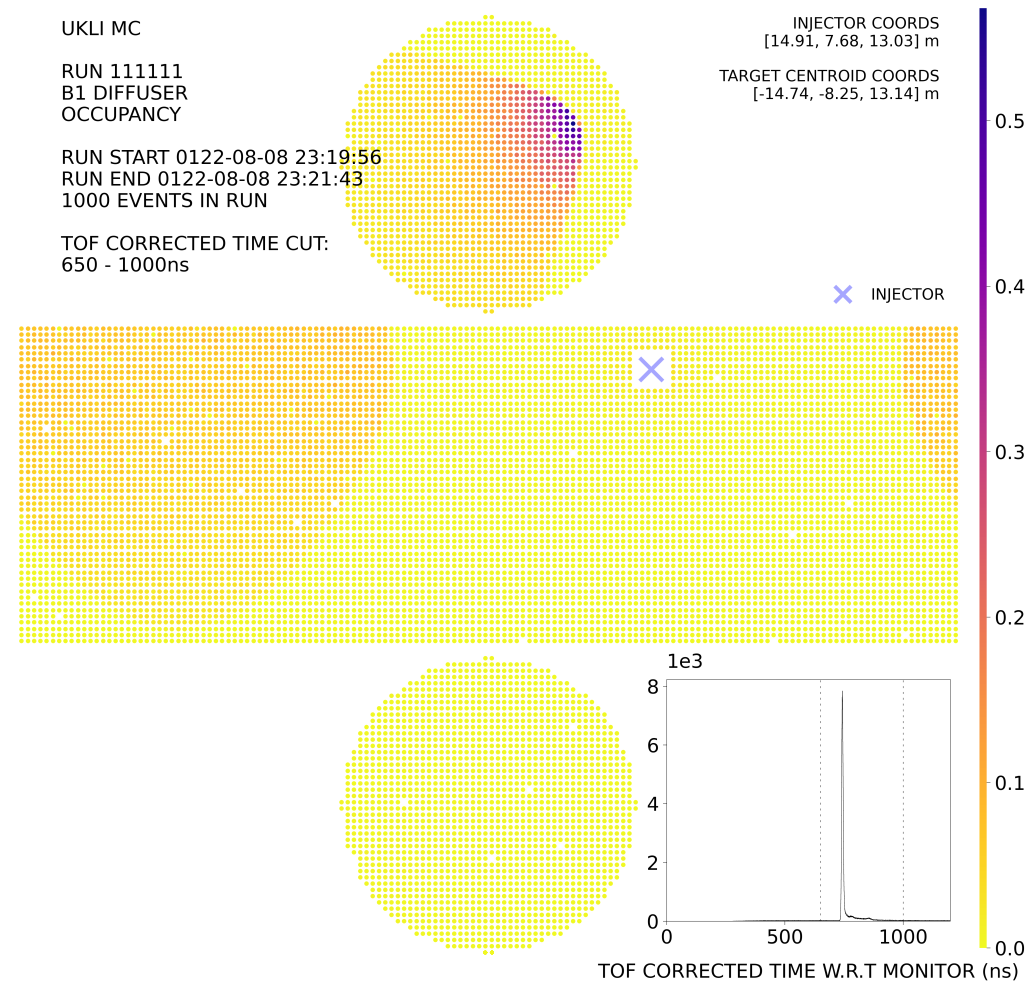 UKLI MC
RUN 111111
B1 DIFFUSER
OCCUPANCY
RUN START 0122-08-08 23:19:56
RUN END 0122-08-08 23:21:43
1000 EVENTS IN RUN
TOF CORRECTED TIME CUT:
650 - 1000ns
INJECTOR COORDS
[14.91, 7.68, 13.03] m
TARGET CENTROID COORDS
[-14.74, -8.25, 13.14] m
INJECTOR
0.5
0.4
0.3
0.2
0.1
0.0
1e3
8
6
4
2
0
0 500 1000
TOF CORRECTED TIME W.R.T MONITOR (ns)